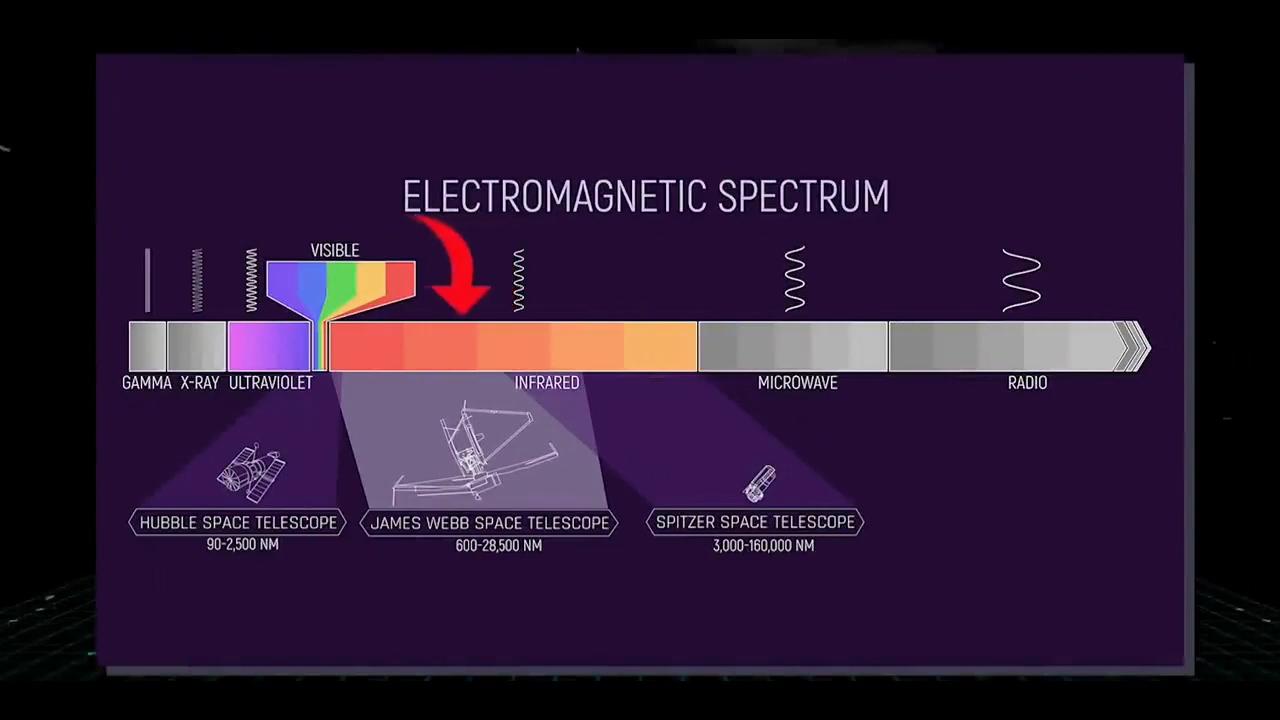 ELECTROMAGNETIC SPECTRUM
VISIBLE
GAMMA X-RAY ULTRAVIOLET INFRARED MICROWAVE RADIO
HUBBLE SPACE TELESCOPE
90-2,500 NM
JAMES WEBB SPACE TELESCOPE
600-28,500 NM
SPITZER SPACE TELESCOPE
3,000-160,000 NM